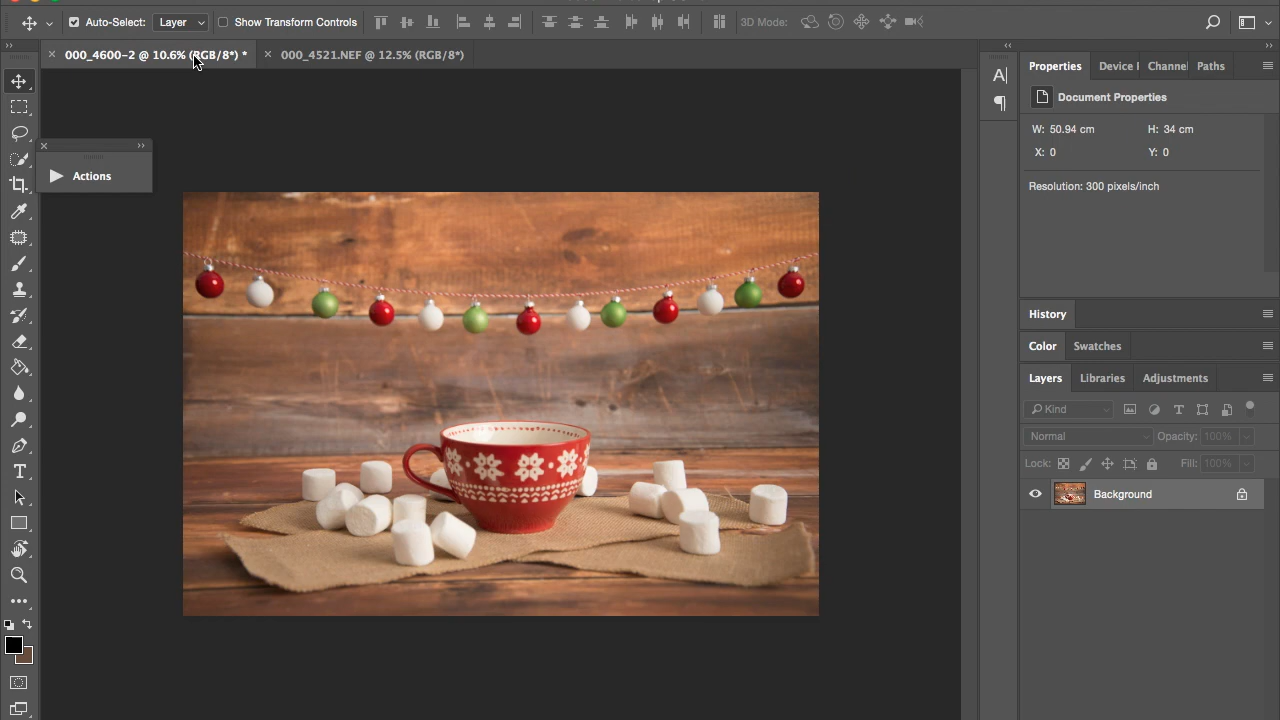 Auto-Select: Layer Show Transform Controls 3D Mode:
000_4600-2 @ 10.6% (RGB/8*) * 000_4521.NEF @ 12.5% (RGB/8*)
Actions
A
Properties Device Channel Paths
Document Properties
W: 50.94 cm H: 34 cm
X: 0 Y: 0
Resolution: 300 pixels/inch
History
Color Swatches
Layers Libraries Adjustments
Kind
Normal Opacity: 100%
Lock: Fill: 100%
Background